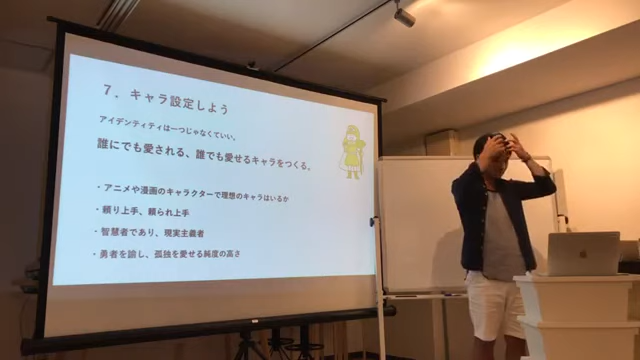 7. キャラ設定しよう
アイデンティティは一つじゃなくていい。
誰にでも愛される、誰でも愛せるキャラをつくる。
・アニメや漫画のキャラクターで理想のキャラはいるか
・頼り上手、頼られ上手
・智慧者であり、現実主義者
・勇者を諭し、孤独を愛せる純度の高さ